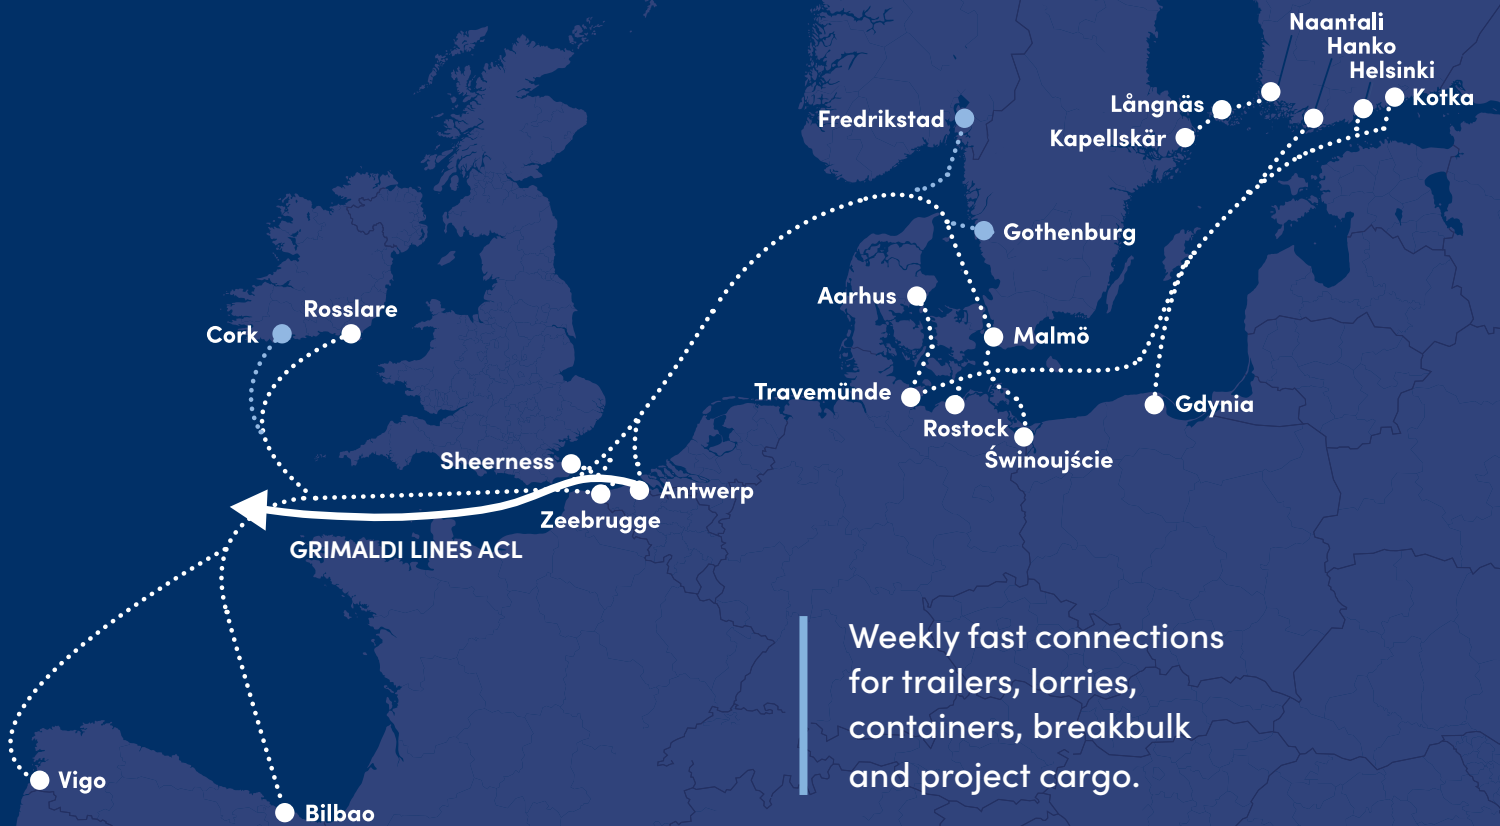 Naantali
Hanko
Helsinki
Kotka
Långnäs
Kapellskär
Fredrikstad
Gothenburg
Aarhus
Rosslare
Cork
Malmö
Travemünde
Gdynia
Rostock
Świnoujście
Sheerness
Antwerp
Zeebrugge
GRIMALDI LINES ACL
Weekly fast connections
for trailers, lorries,
containers, breakbulk
and project cargo.
Vigo
Bilbao